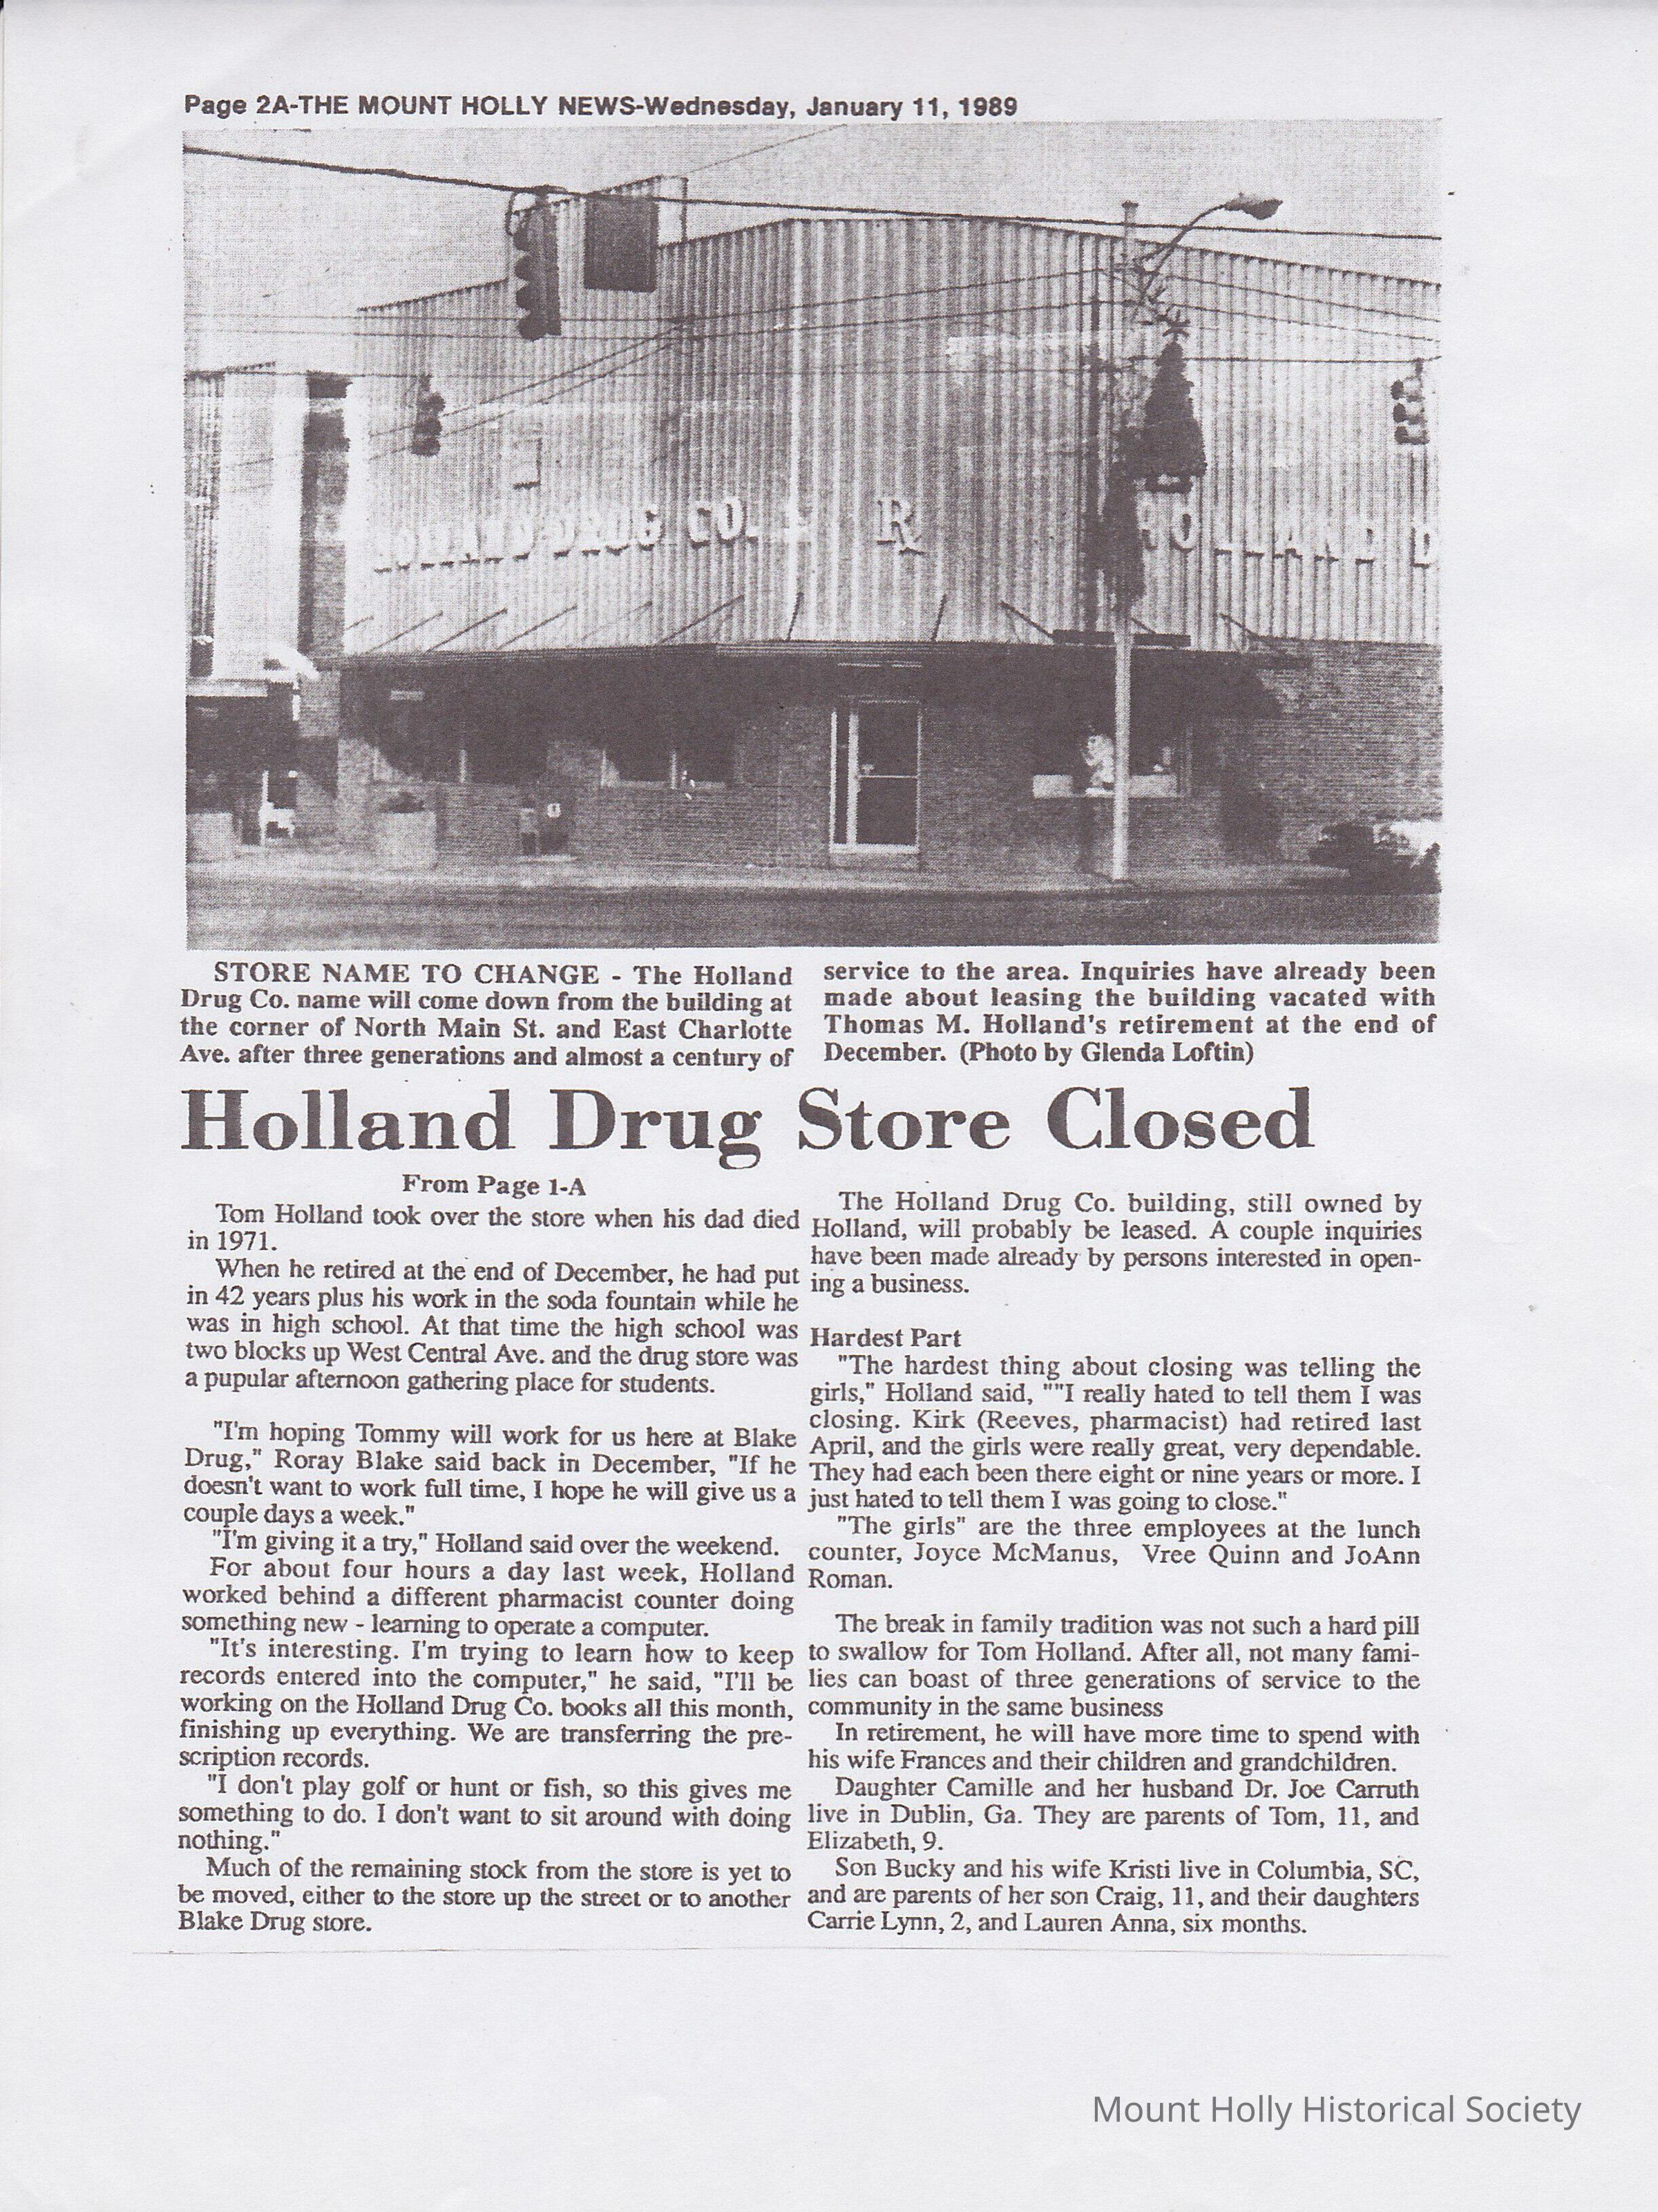 Page 2A-THE MOUNT HOLLY NEWS-Wednesday, January 11, 1989
HOLLAND DRUG CO.
R
HOLLAND D
STORE NAME TO CHANGE - The Holland
Drug Co. name will come down from the building at
the corner of North Main St. and East Charlotte
Ave. after three generations and almost a century of
service to the area. Inquiries have already been
made about leasing the building vacated with
Thomas M. Holland's retirement at the end of
December. (Photo by Glenda Loftin)
Holland Drug Store Closed
From Page 1-A
Tom Holland took over the store when his dad died
in 1971.
When he retired at the end of December, he had put
in 42 years plus his work in the soda fountain while he
was in high school. At that time the high school was
two blocks up West Central Ave. and the drug store was
a pupular afternoon gathering place for students.
"I'm hoping Tommy will work for us here at Blake
Drug," Roray Blake said back in December, "If he
doesn't want to work full time, I hope he will give us a
couple days a week."
"I'm giving it a try," Holland said over the weekend.
For about four hours a day last week, Holland
worked behind a different pharmacist counter doing
something new - learning to operate a computer.
"It's interesting. I'm trying to learn how to keep
records entered into the computer," he said, "I'll be
working on the Holland Drug Co. books all this month,
finishing up everything. We are transferring the pre-
scription records.
"I don't play golf or hunt or fish, so this gives me
something to do. I don't want to sit around with doing
nothing."
Much of the remaining stock from the store is yet to
be moved, either to the store up the street or to another
Blake Drug store.
The Holland Drug Co. building, still owned by
Holland, will probably be leased. A couple inquiries
have been made already by persons interested in open-
ing a business.
Hardest Part
"The hardest thing about closing was telling the
girls," Holland said, ""I really hated to tell them I was
closing. Kirk (Reeves, pharmacist) had retired last
April, and the girls were really great, very dependable.
They had each been there eight or nine years or more. I
just hated to tell them I was going to close."
"The girls" are the three employees at the lunch
counter, Joyce McManus, Vree Quinn and JoAnn
Roman.
The break in family tradition was not such a hard pill
to swallow for Tom Holland. After all, not many fami-
lies can boast of three generations of service to the
community in the same business
In retirement, he will have more time to spend with
his wife Frances and their children and grandchildren.
Daughter Camille and her husband Dr. Joe Carruth
live in Dublin, Ga. They are parents of Tom, 11, and
Elizabeth, 9.
Son Bucky and his wife Kristi live in Columbia, SC,
and are parents of her son Craig, 11, and their daughters
Carrie Lynn, 2, and Lauren Anna, six months.
Mount Holly Historical Society